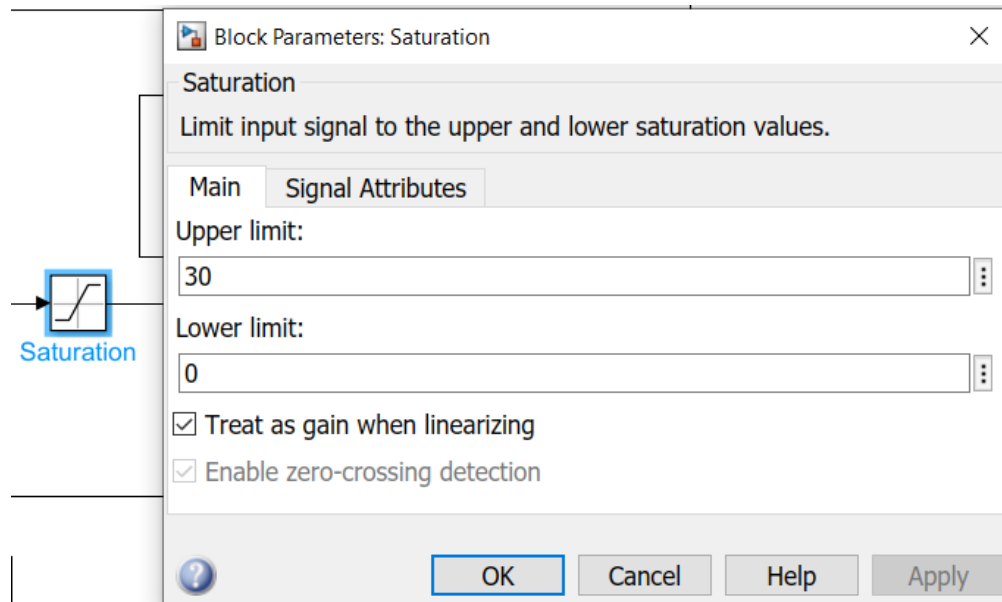 Block Parameters: Saturation
Saturation
Limit input signal to the upper and lower saturation values.
Main Signal Attributes
Upper limit:
30
Saturation
Lower limit:
0
Treat as gain when linearizing
Enable zero-crossing detection
? OK Cancel Help Apply